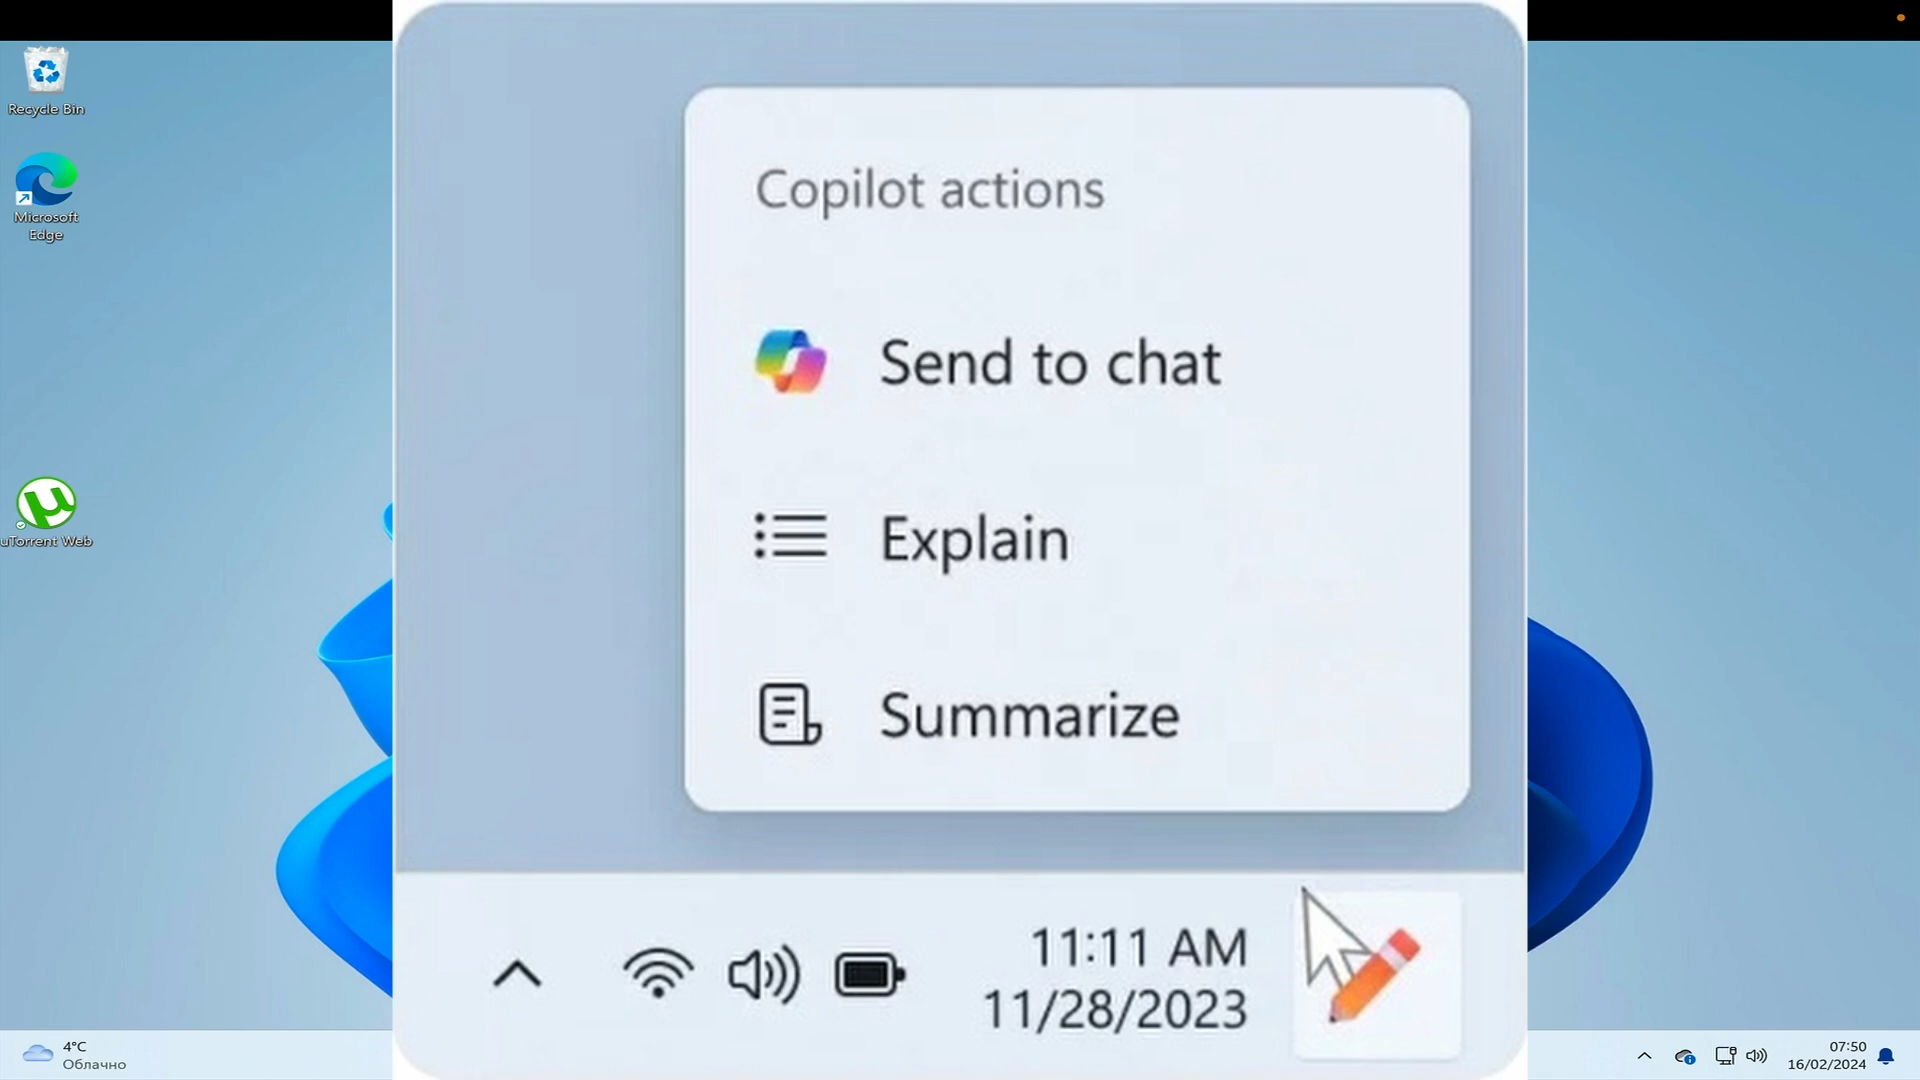 Recycle Bin
Microsoft
Edge
uTorrent Web
Copilot actions
Send to chat
Explain
Summarize
11:11 AM
11/28/2023
4°C
Облачно
07:50
16/02/2024